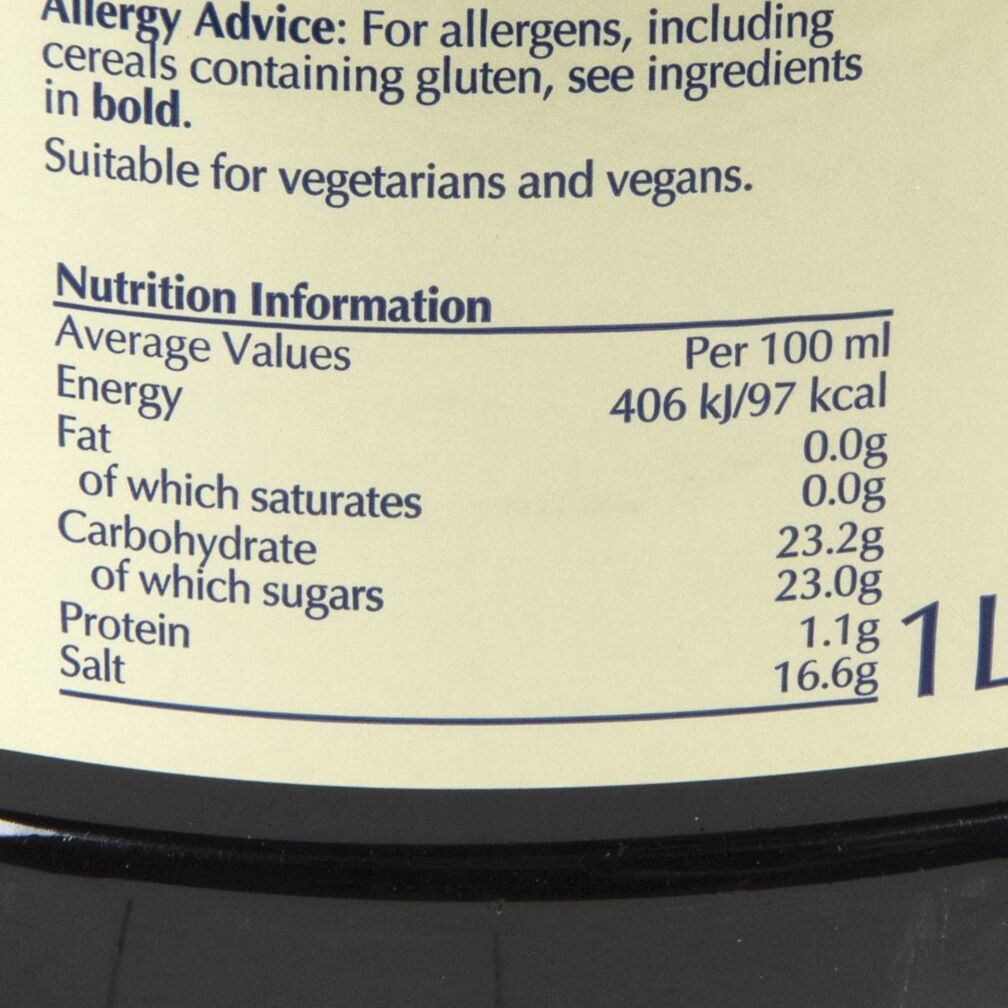 Allergy Advice: For allergens, including
cereals containing gluten, see ingredients
in bold.
Suitable for vegetarians and vegans.
Nutrition Information
Average Values Per 100 ml
Energy 406 kJ/97 kcal
Fat 0.0g
of which saturates 0.0g
Carbohydrate 23.2g
of which sugars 23.0g
Protein 1.1g
Salt 16.6g
1L